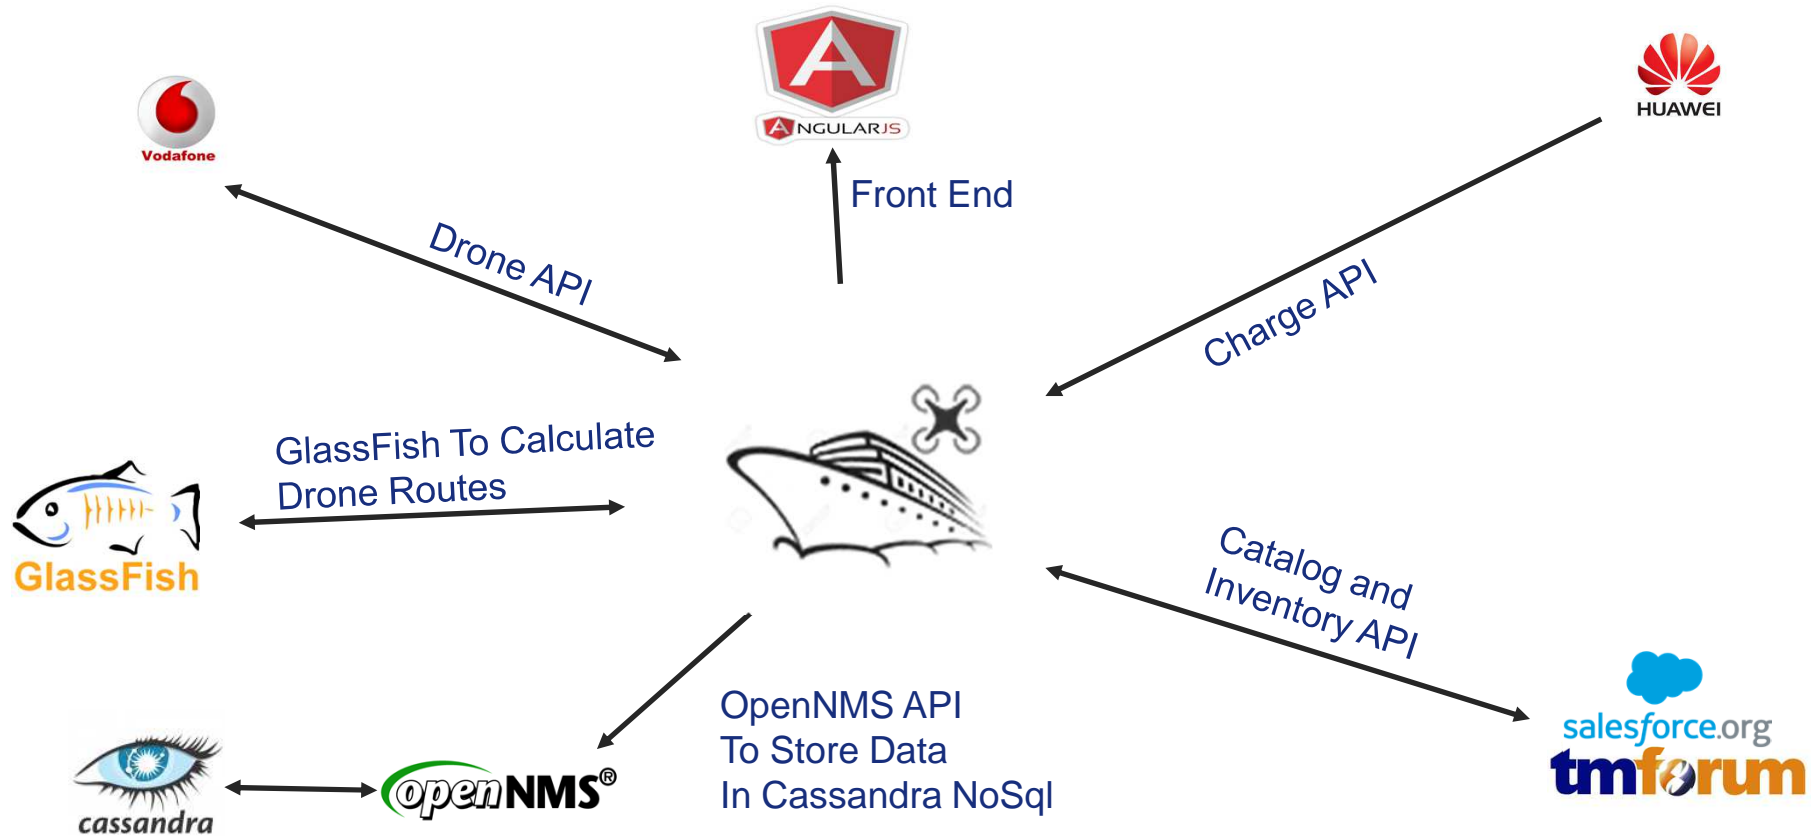 ANGULARJS
HUAWEI
Vodafone
Front End
Drone API
Charge API
GlassFish To Calculate
Drone Routes
GlassFish
Catalog and
Inventory API
OpenNMS API
To Store Data
In Cassandra NoSql
salesforce.org
tmforum
openNMS®
cassandra